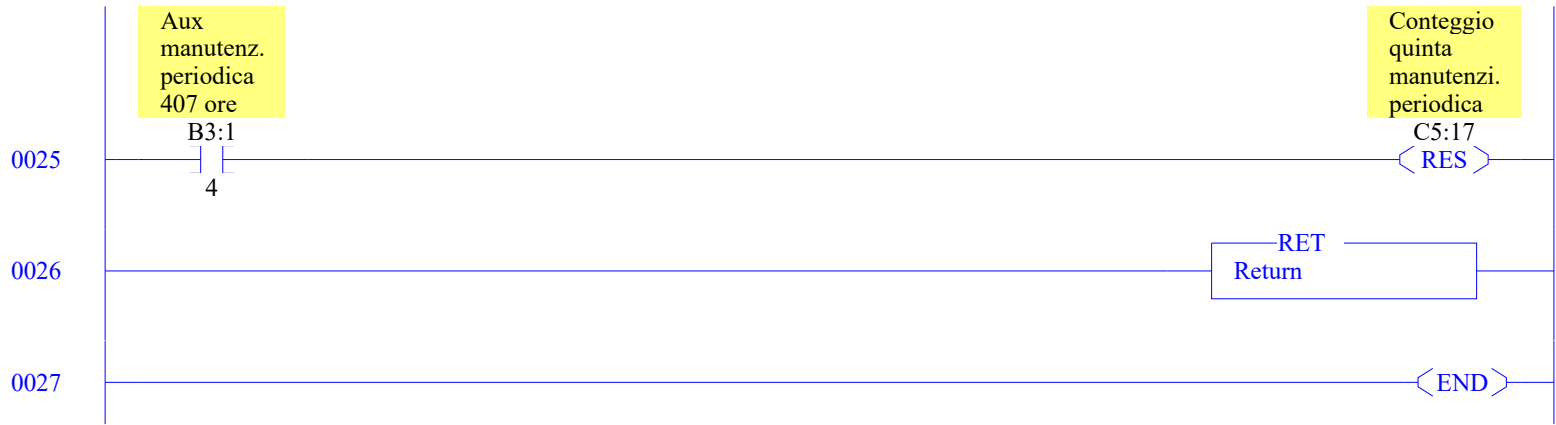 Aux
manutenz.
periodica
407 ore
B3:1
4
Conteggio
quinta
manutenzi.
periodica
C5:17
RES
0025
RET
Return
0026
0027
END